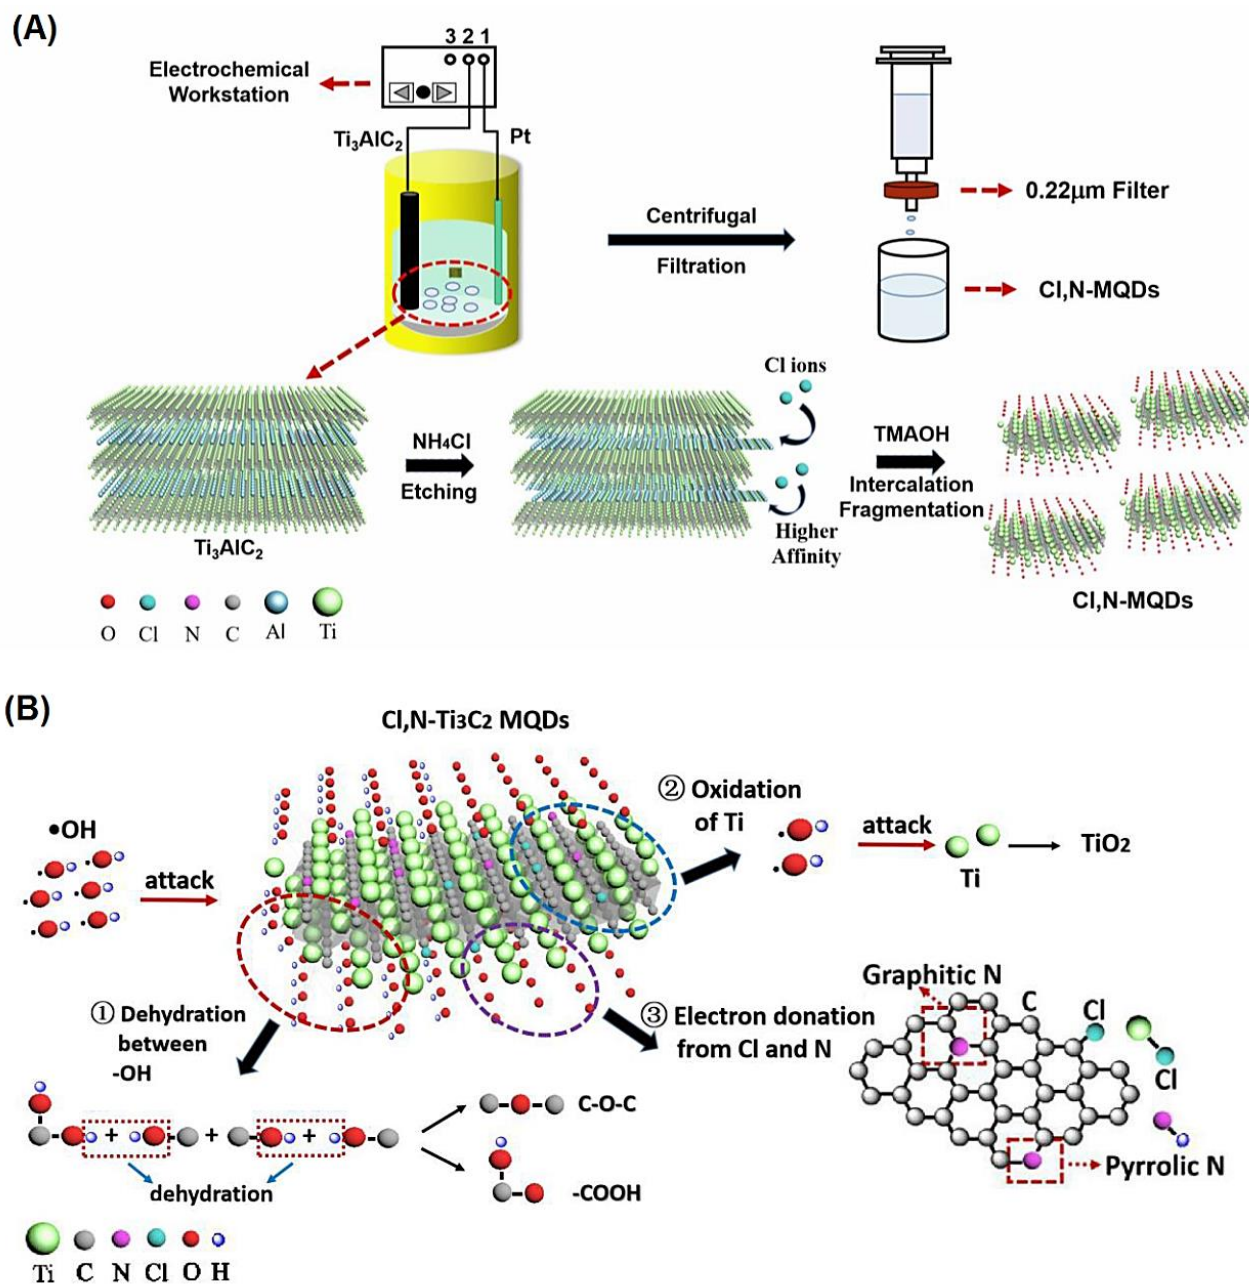 (A)
3 2 1
Electrochemical
Workstation
Ti₃AlC₂
Pt
Centrifugal
Filtration
0.22μm Filter
Cl,N-MQDs
Cl ions
NH₄Cl
Etching
TMAOH
Intercalation
Fragmentation
Higher
Affinity
Ti₃AlC₂
Cl,N-MQDs
O Cl N C Al Ti
(B)
Cl,N-Ti₃C₂ MQDs
•OH
attack
② Oxidation
of Ti
attack
Ti
TiO₂
① Dehydration
between
-OH
③ Electron donation
from Cl and N
Graphitic N
C
Cl
Cl
Pyrrolic N
+ + +
dehydration
C-O-C
-COOH
Ti C N Cl O H